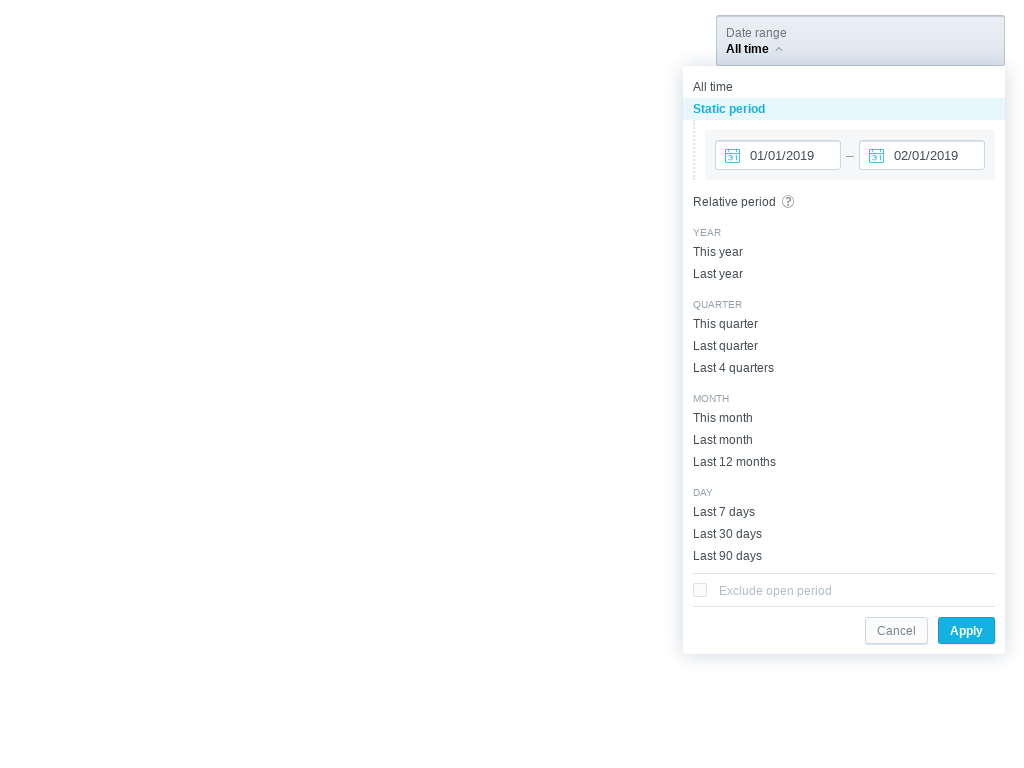 Date range
All time
All time
Static period
01/01/2019 – 02/01/2019
Relative period ?
YEAR
This year
Last year
QUARTER
This quarter
Last quarter
Last 4 quarters
MONTH
This month
Last month
Last 12 months
DAY
Last 7 days
Last 30 days
Last 90 days
Exclude open period
Cancel Apply